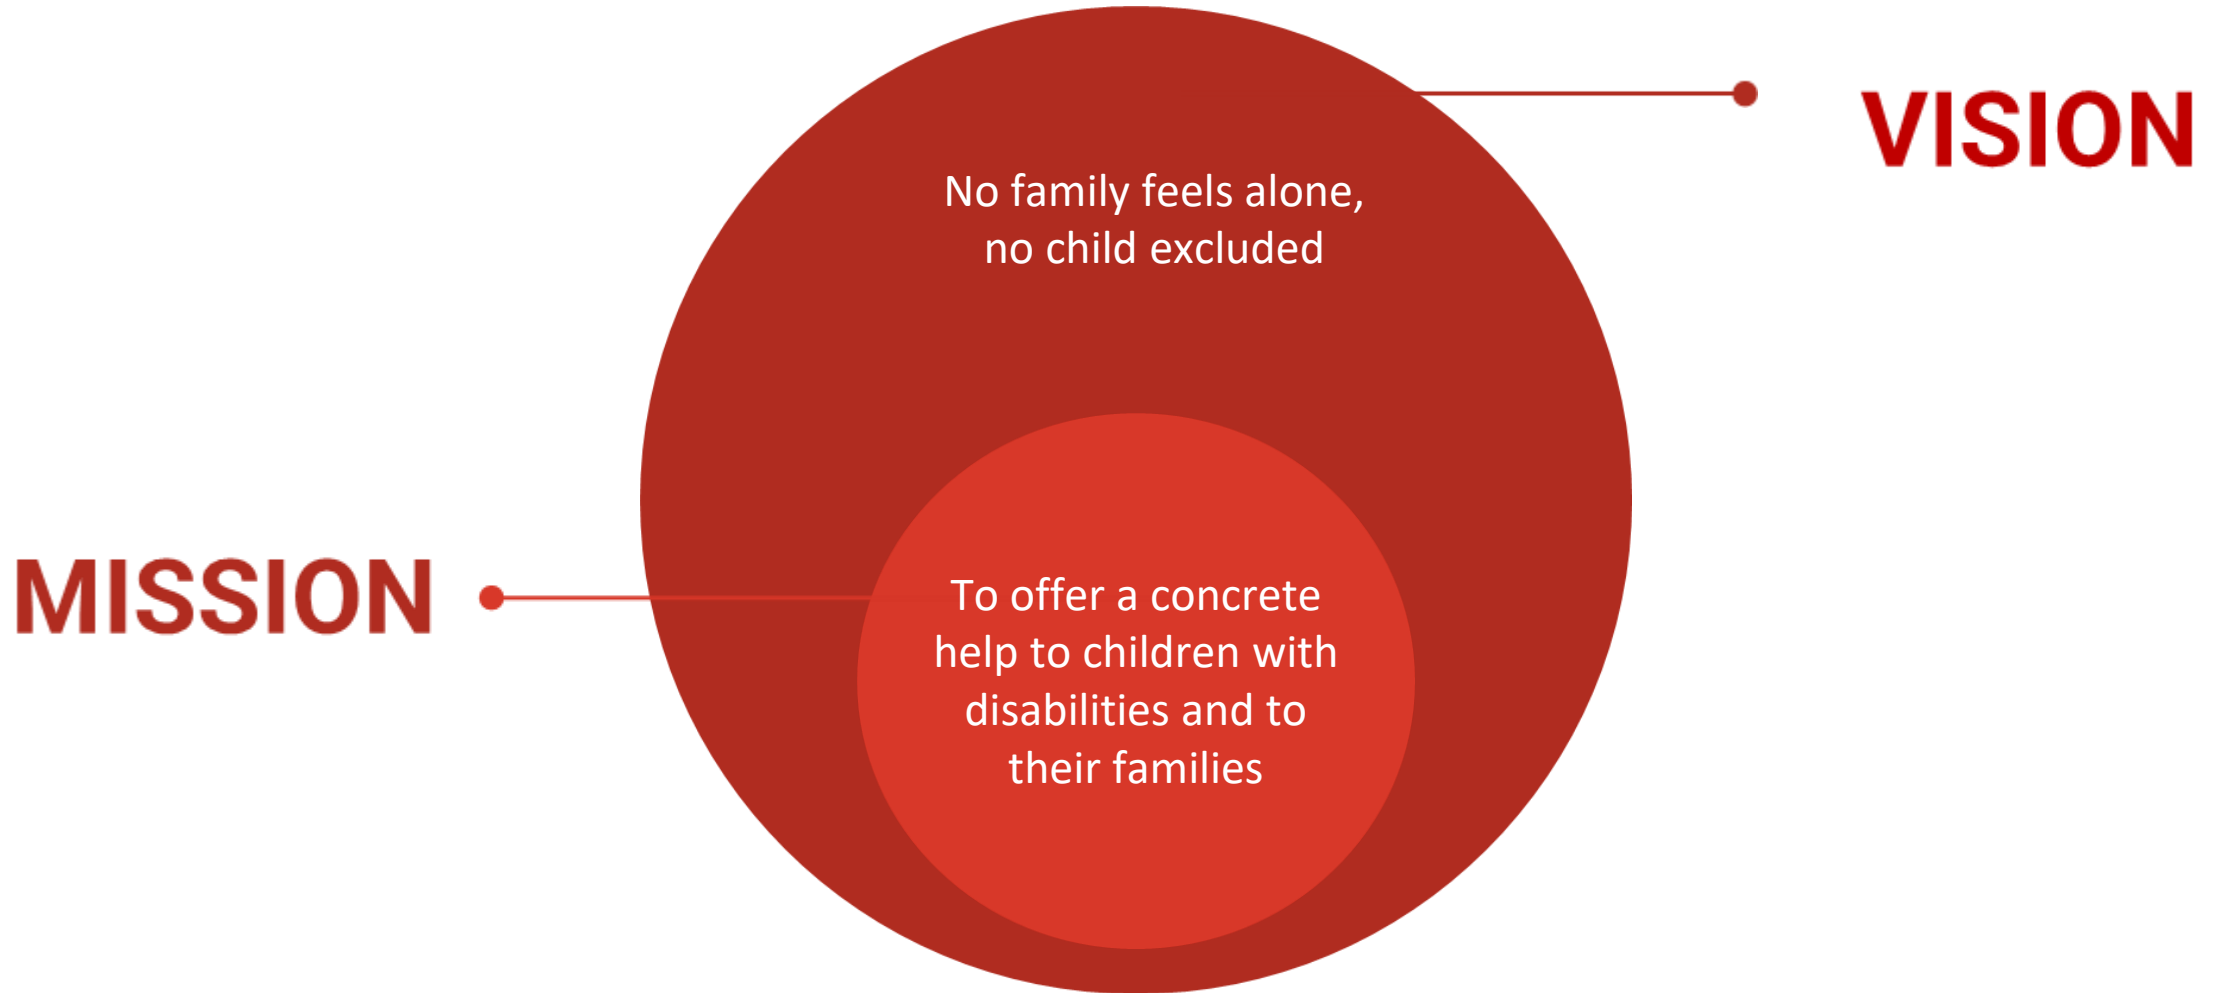 VISION
No family feels alone,
no child excluded
MISSION
To offer a concrete
help to children with
disabilities and to
their families